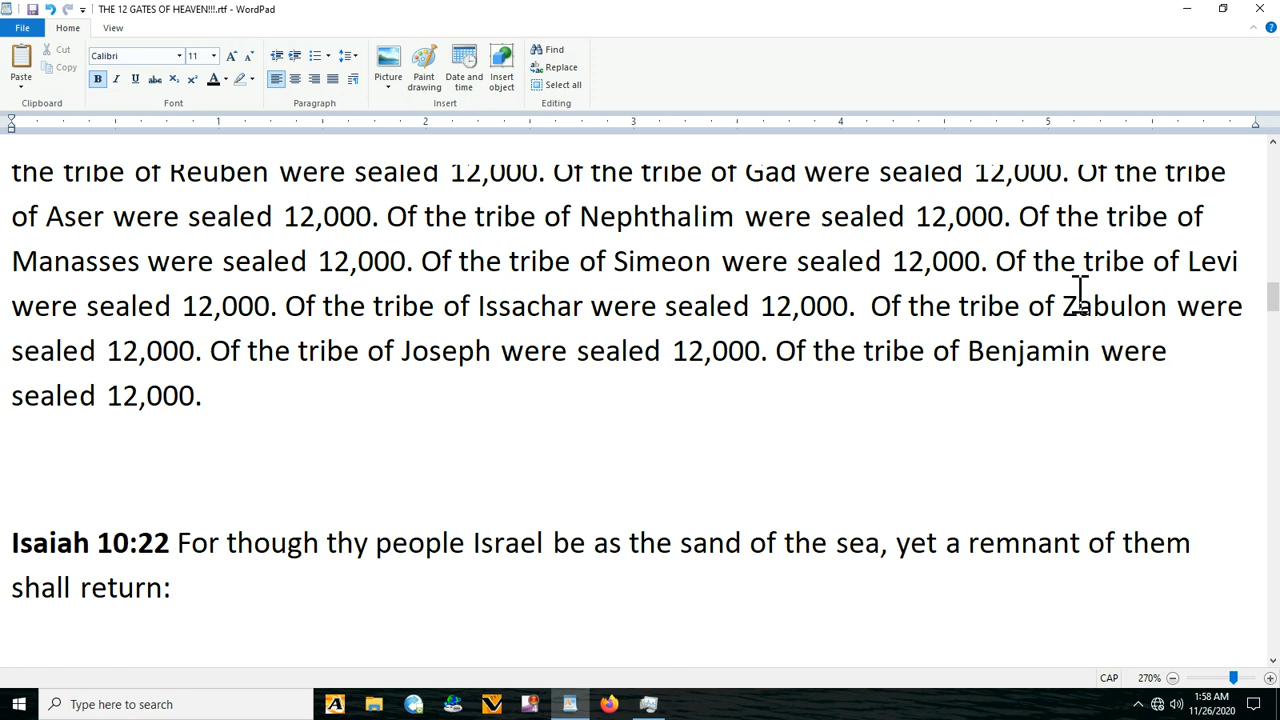 THE 12 GATES OF HEAVEN!!!.rtf - WordPad
File Home View
Paste Cut Copy Calibri 11 Picture Paint drawing Date and time Insert object Find Replace Select all
Clipboard Font Paragraph Insert Editing
1 2 3 4 5
the tribe of Reuben were sealed 12,000. Of the tribe of Gad were sealed 12,000. Of the tribe
of Aser were sealed 12,000. Of the tribe of Nephthalim were sealed 12,000. Of the tribe of
Manasses were sealed 12,000. Of the tribe of Simeon were sealed 12,000. Of the tribe of Levi
were sealed 12,000. Of the tribe of Issachar were sealed 12,000.  Of the tribe of Zabulon were
sealed 12,000. Of the tribe of Joseph were sealed 12,000. Of the tribe of Benjamin were
sealed 12,000.
Isaiah 10:22 For though thy people Israel be as the sand of the sea, yet a remnant of them
shall return:
CAP 270%
Type here to search
1:58 AM
11/26/2020